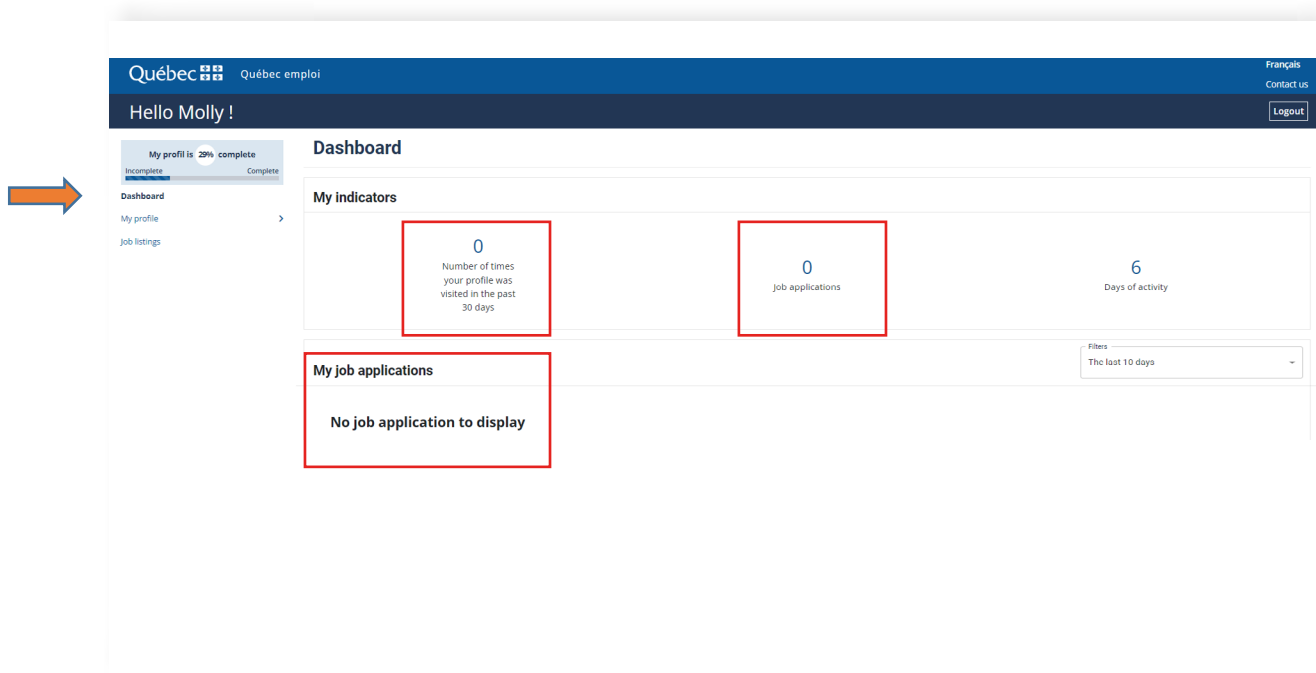 Québec Québec emploi
Français
Contact us
Hello Molly !
Logout
My profil is 29% complete
Incomplete Complete
Dashboard
My profile
Job listings
Dashboard
My indicators
0
Number of times
your profile was
visited in the past
30 days
0
Job applications
6
Days of activity
My job applications
Filters
The last 10 days
No job application to display